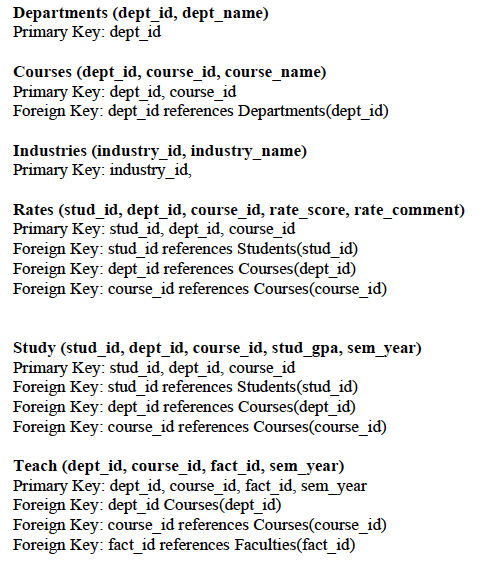 Departments (dept_id, dept_name)
Primary Key: dept_id
Courses (dept_id, course_id, course_name)
Primary Key: dept_id, course_id
Foreign Key: dept_id references Departments(dept_id)
Industries (industry_id, industry_name)
Primary Key: industry_id,
Rates (stud_id, dept_id, course_id, rate_score, rate_comment)
Primary Key: stud_id, dept_id, course_id
Foreign Key: stud_id references Students(stud_id)
Foreign Key: dept_id references Courses(dept_id)
Foreign Key: course_id references Courses(course_id)
Study (stud_id, dept_id, course_id, stud_gpa, sem_year)
Primary Key: stud_id, dept_id, course_id
Foreign Key: stud_id references Students(stud_id)
Foreign Key: dept_id references Courses(dept_id)
Foreign Key: course_id references Courses(course_id)
Teach (dept_id, course_id, fact_id, sem_year)
Primary Key: dept_id, course_id, fact_id, sem_year
Foreign Key: dept_id Courses(dept_id)
Foreign Key: course_id references Courses(course_id)
Foreign Key: fact_id references Faculties(fact_id)